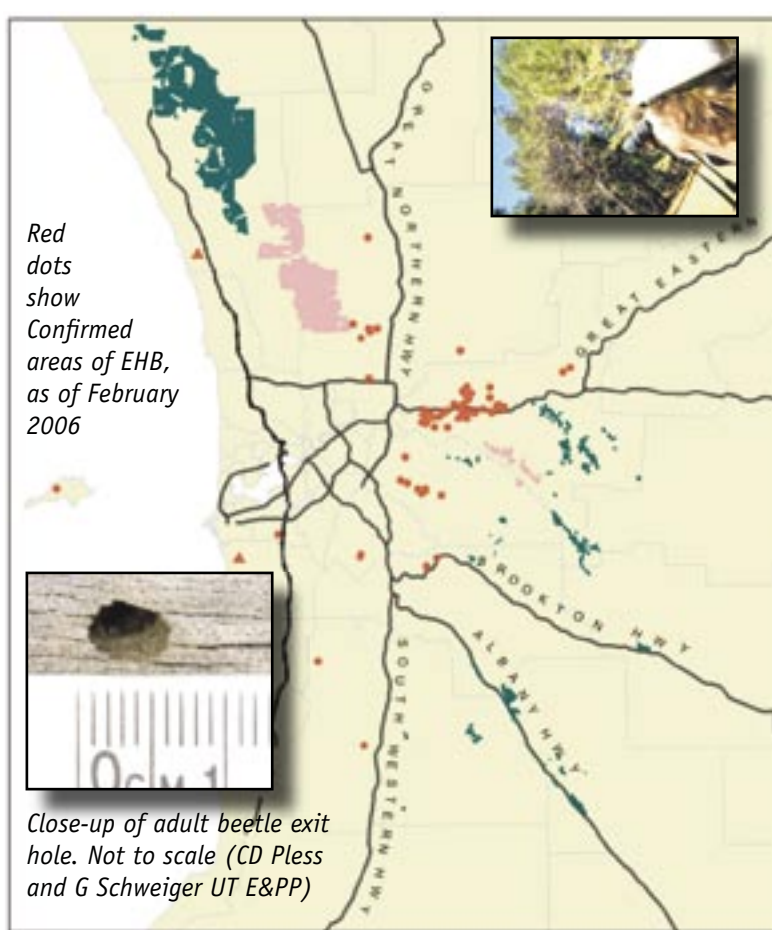 GREAT NORTHERN HWY
GREAT EASTERN
Red
dots
show
Confirmed
areas of EHB,
as of February
2006
BROOKTON HWY
ALBANY HWY
SOUTH WESTERN HWY
0 CM 1
Close-up of adult beetle exit
hole. Not to scale (CD Pless
and G Schweiger UT E&PP)